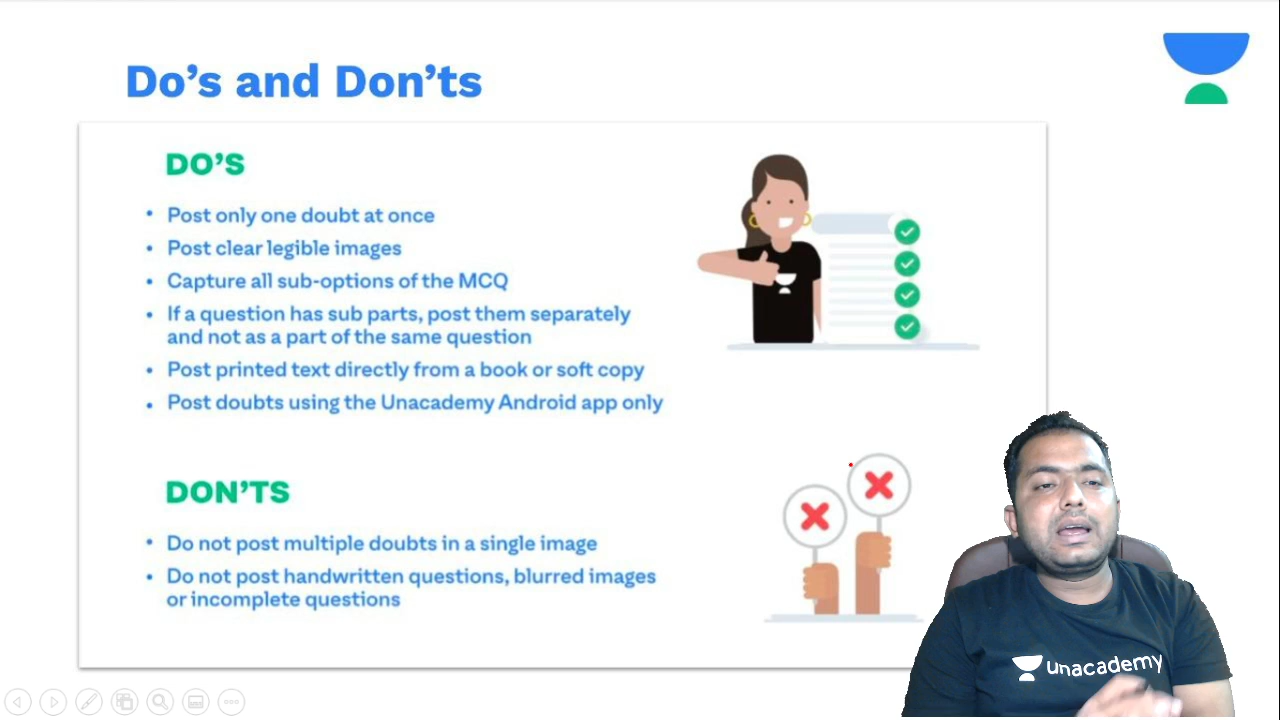 Do's and Don'ts
DO'S
• Post only one doubt at once
• Post clear legible images
• Capture all sub-options of the MCQ
• If a question has sub parts, post them separately
and not as a part of the same question
• Post printed text directly from a book or soft copy
• Post doubts using the Unacademy Android app only
DON'TS
• Do not post multiple doubts in a single image
• Do not post handwritten questions, blurred images
or incomplete questions
unacademy